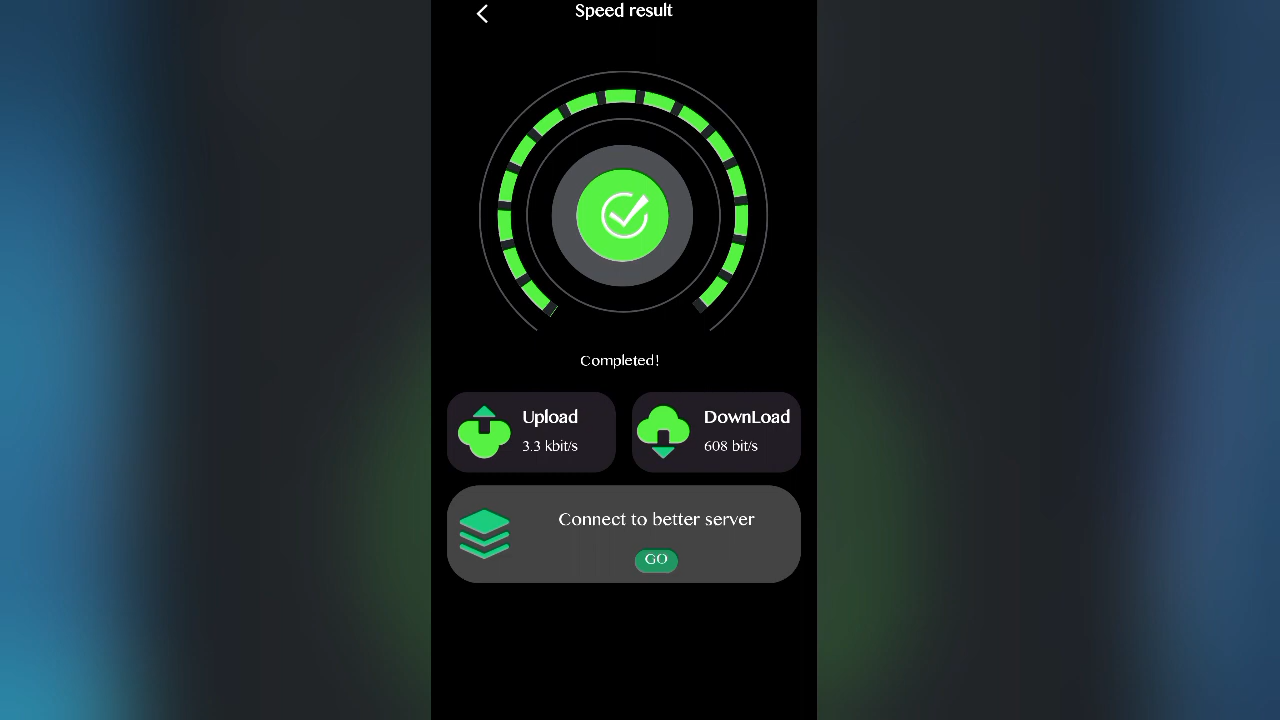 Speed result
Completed!
Upload
3.3 kbit/s
DownLoad
608 bit/s
Connect to better server
GO